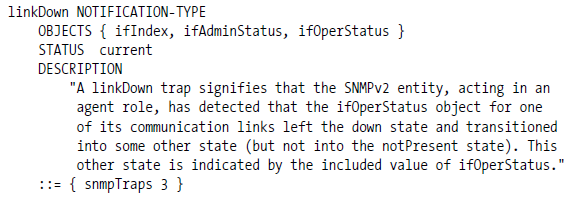 linkDown NOTIFICATION-TYPE
OBJECTS { ifIndex, ifAdminStatus, ifOperStatus }
STATUS current
DESCRIPTION
"A linkDown trap signifies that the SNMPv2 entity, acting in an
agent role, has detected that the ifOperStatus object for one
of its communication links left the down state and transitioned
into some other state (but not into the notPresent state). This
other state is indicated by the included value of ifOperStatus."
::= { snmpTraps 3 }